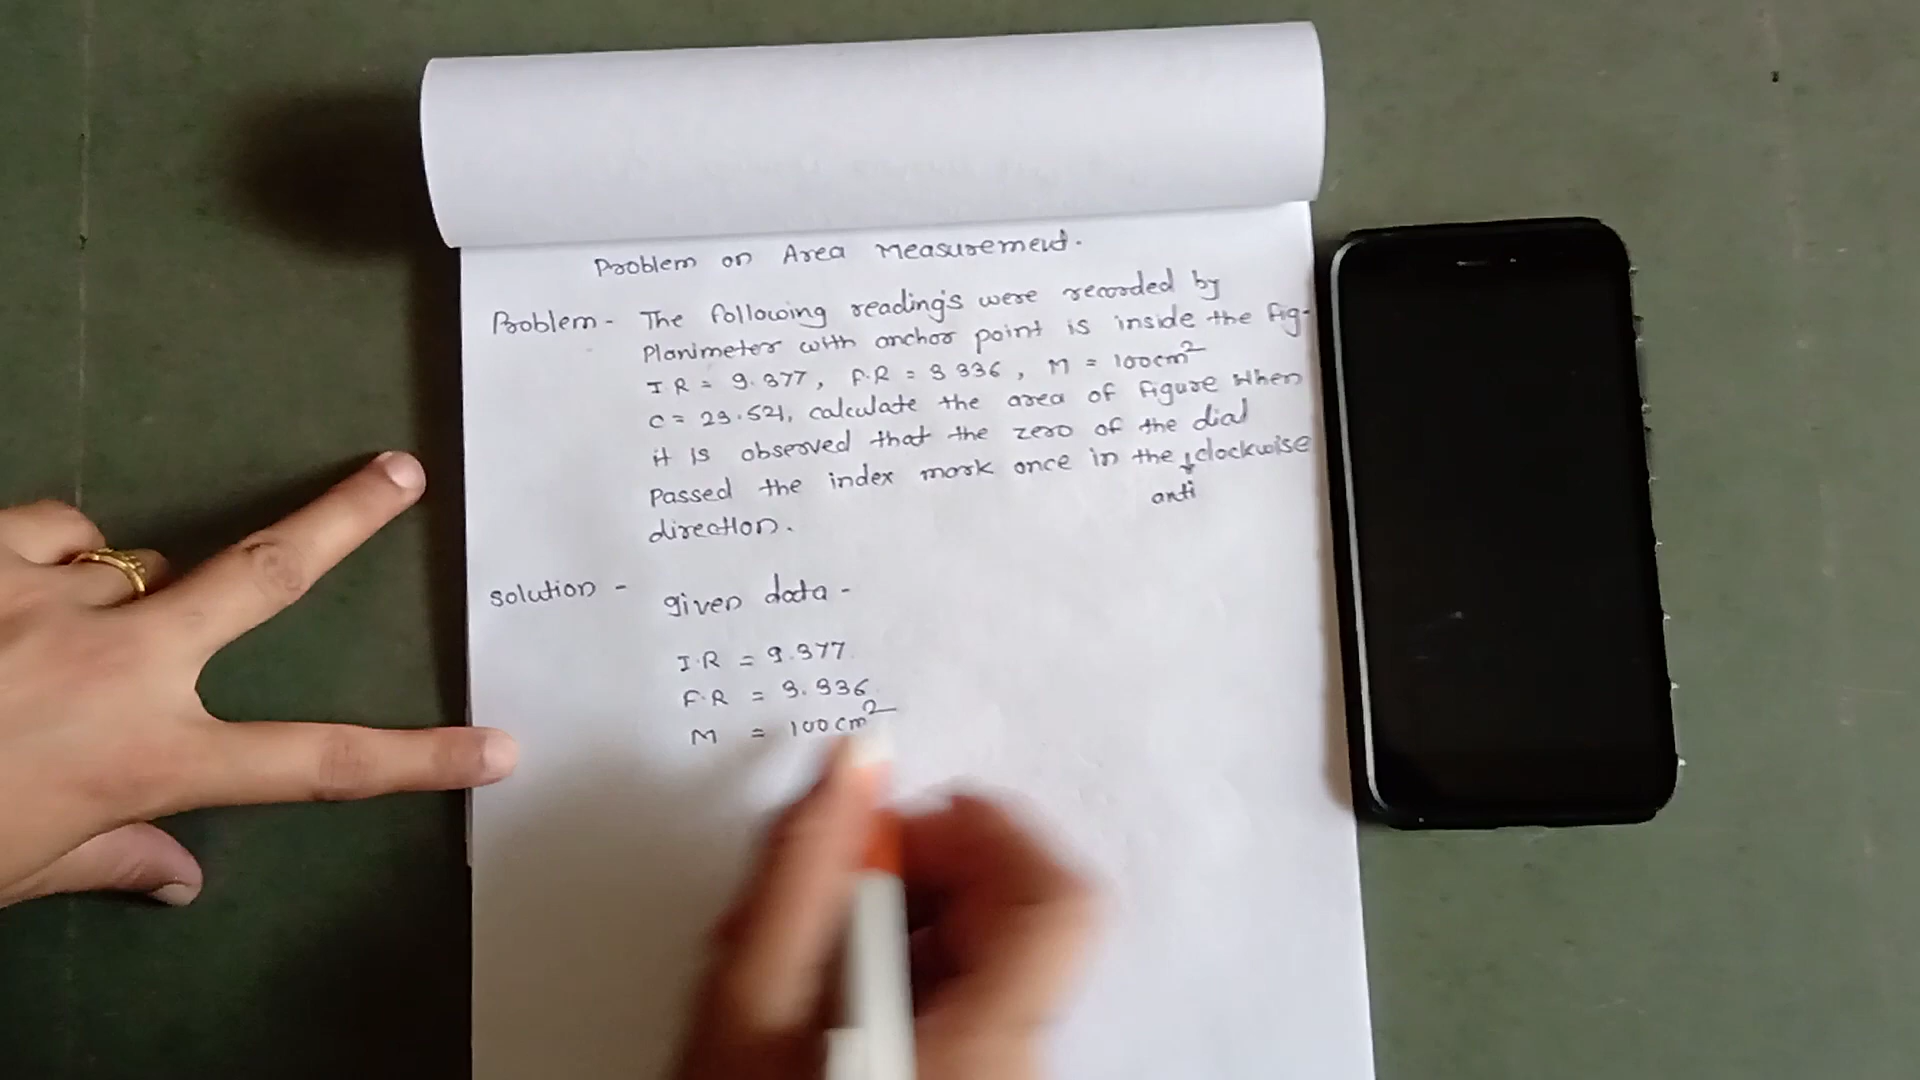 Problem on Area Measurement.
Problem - The following reading's were recorded by
Planimeter with anchor point is inside the fig-
I R = 9.377, F.R = 3 336, M = 100cm²
C = 23.521, calculate the area of figure when
it is observed that the zero of the dial
Passed the index mark once in the clockwise
anti
direction.
Solution - given data -
I.R = 9.377
F.R = 3.336
M = 100cm²